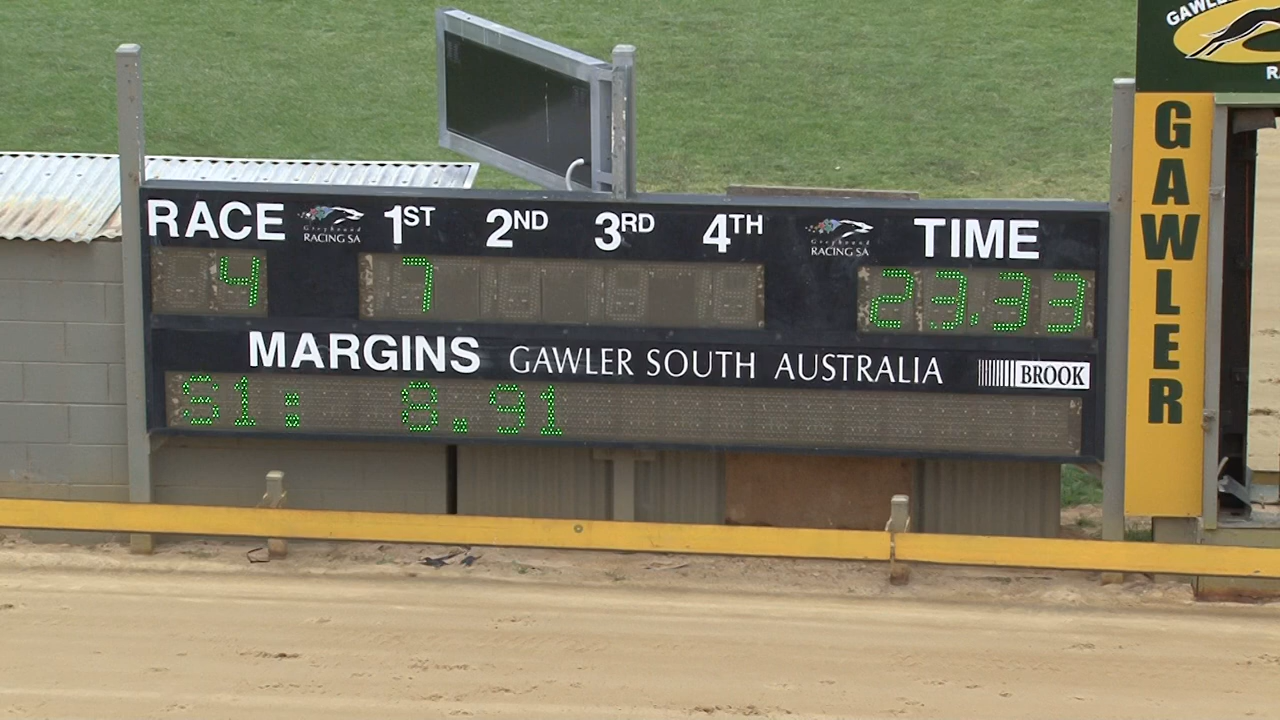 GAWLER
RACE Greyhound RACING SA 1ST 2ND 3RD 4TH Greyhound RACING SA TIME
4 7 23.33
MARGINS GAWLER SOUTH AUSTRALIA BROOK
S1: 8.91
GAWLER